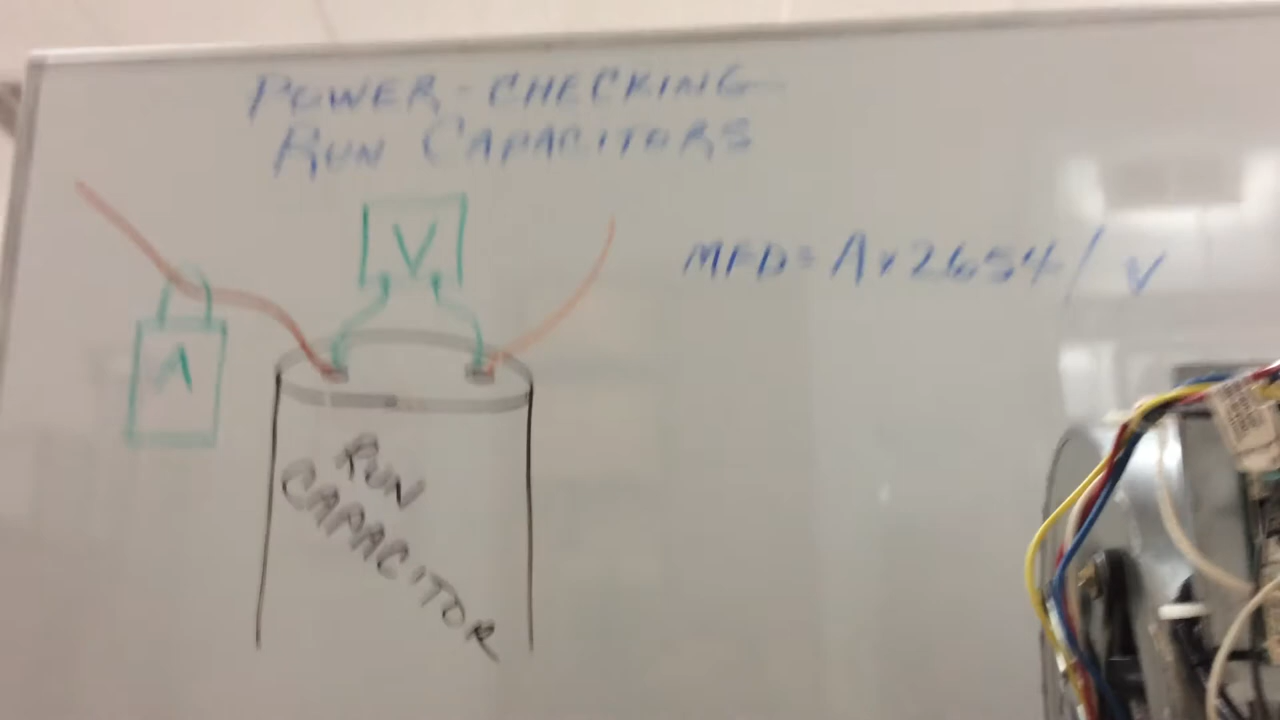 POWER-CHECKING
RUN CAPACITORS
V
MFD = A x 2654 / V
A
RUN
CAPACITOR